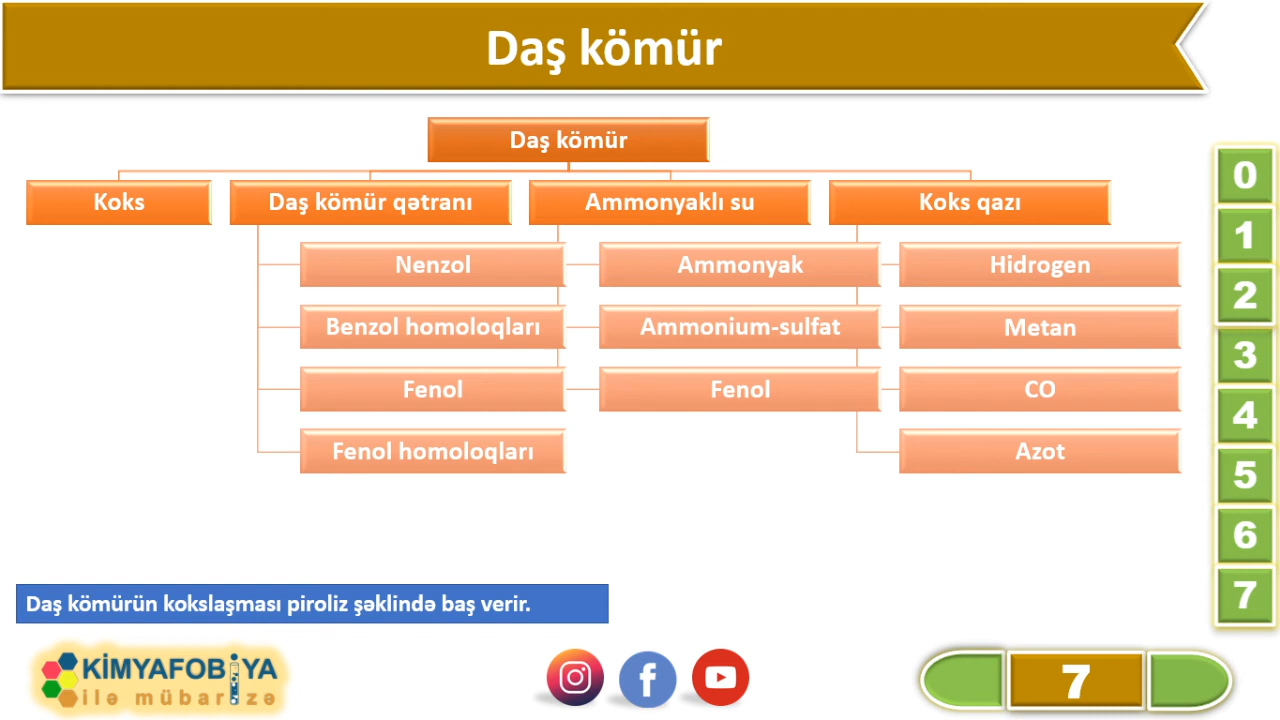 Daş kömür
Daş kömür
Koks
Daş kömür qətranı
Ammonyaklı su
Koks qazı
Nenzol
Ammonyak
Hidrogen
Benzol homoloqları
Ammonium-sulfat
Metan
Fenol
Fenol
CO
Fenol homoloqları
Azot
0
1
2
3
4
5
6
7
Daş kömürün kokslaşması piroliz şəklində baş verir.
KİMYAFOBİYA
ilə mübarizə
7